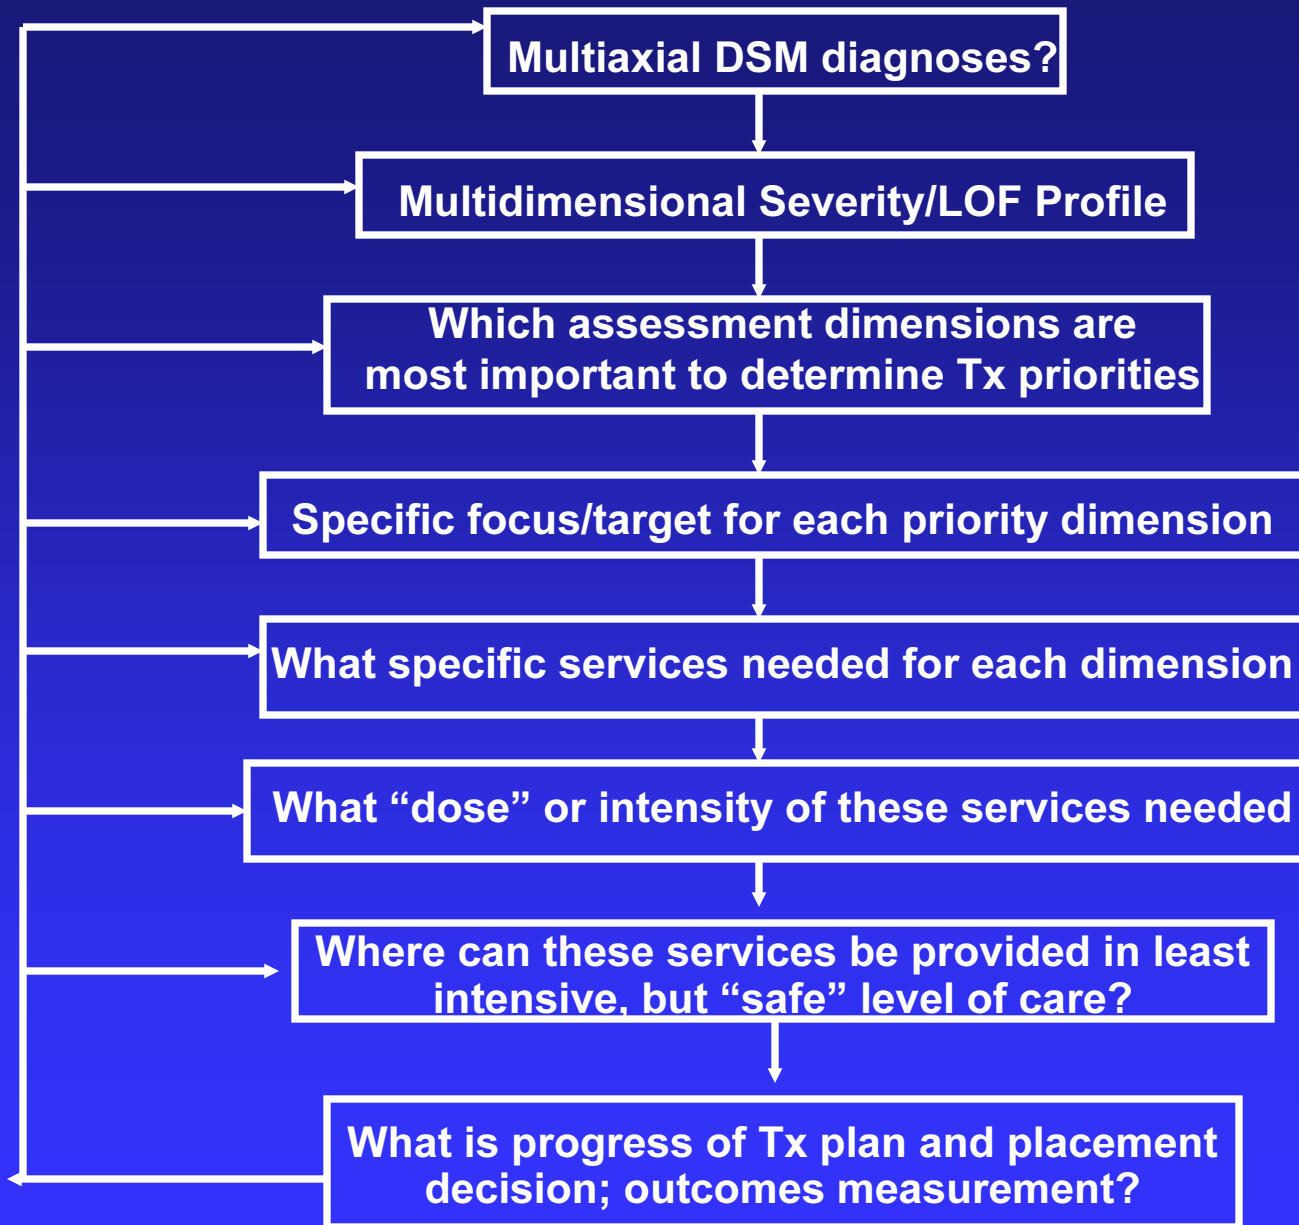 Multiaxial DSM diagnoses?
Multidimensional Severity/LOF Profile
Which assessment dimensions are
most important to determine Tx priorities
Specific focus/target for each priority dimension
What specific services needed for each dimension
What “dose” or intensity of these services needed
Where can these services be provided in least
intensive, but “safe” level of care?
What is progress of Tx plan and placement
decision; outcomes measurement?